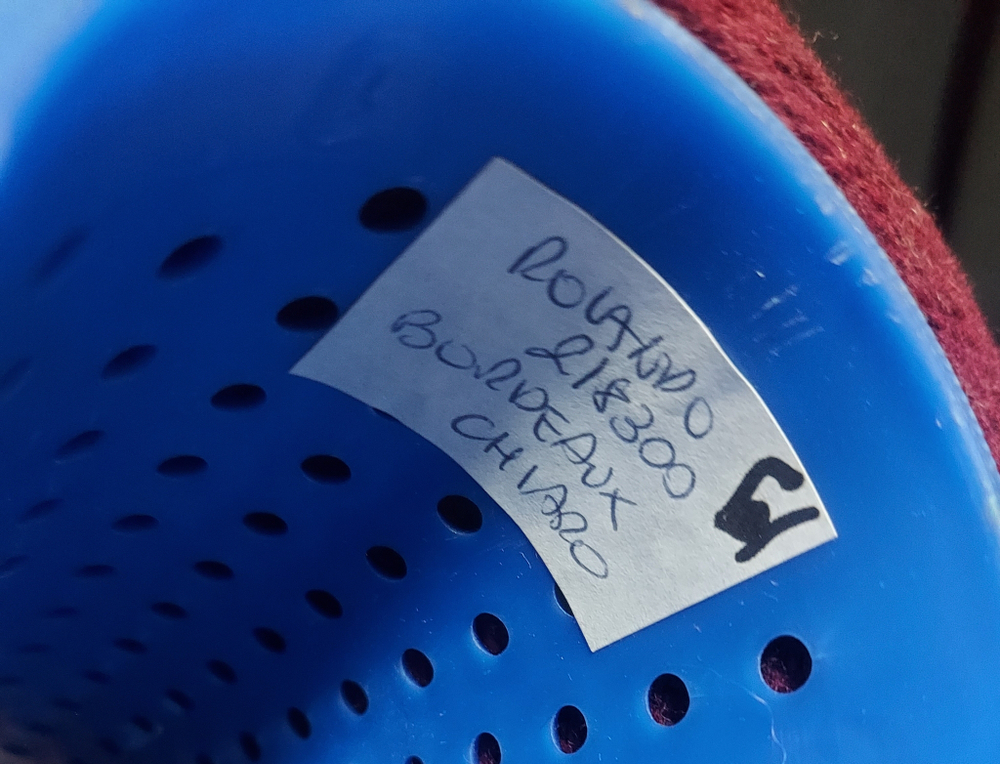 ROLANDO
218300
BORDEAUX
CHIARO